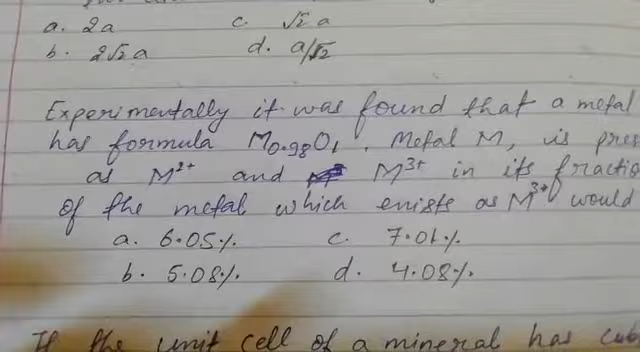 a. 2a c. √2 a
b. 2√2 a d. a/√2
Experimentally it was found that a metal
has formula M0.98O1. Metal M, is pres
as M2+ and M3+ in its fractio
of the metal which exists as M3+ would
a. 6.05%. c. 7.01%.
b. 5.08%. d. 4.08%.
If the unit cell of a mineral has cub